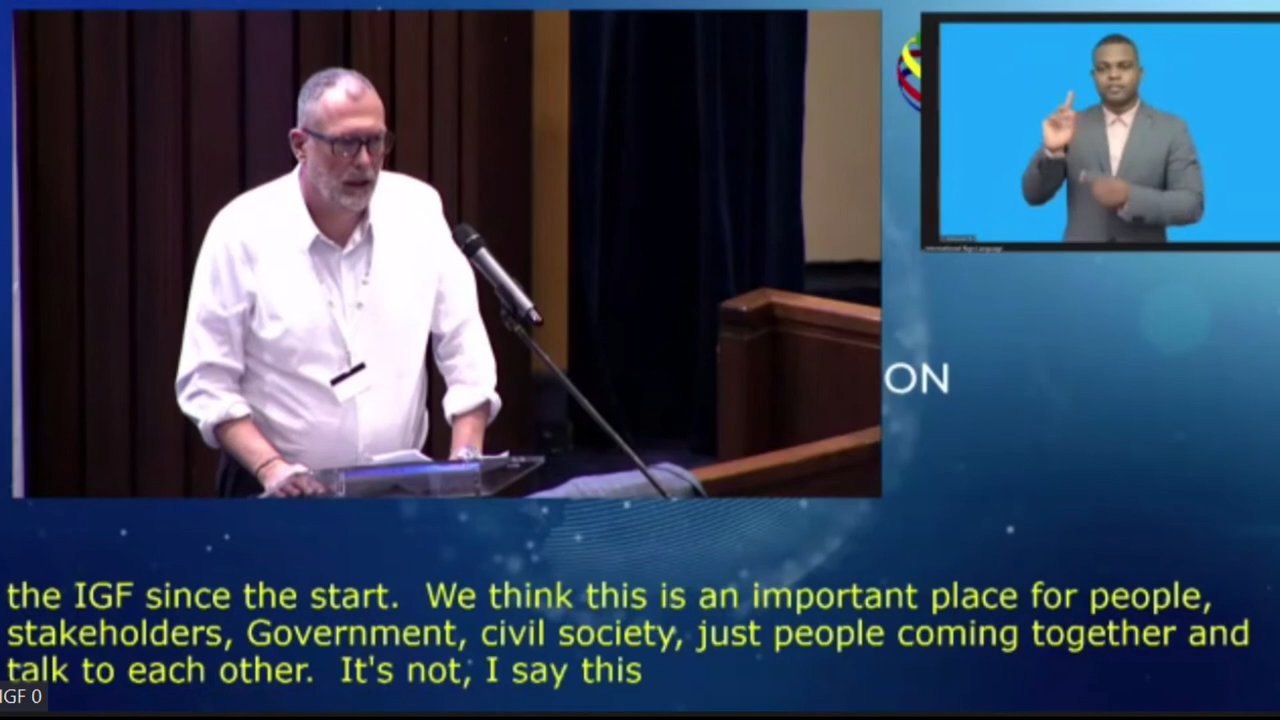 ON
the IGF since the start.  We think this is an important place for people,
stakeholders, Government, civil society, just people coming together and
talk to each other.  It's not, I say this
IGF 0